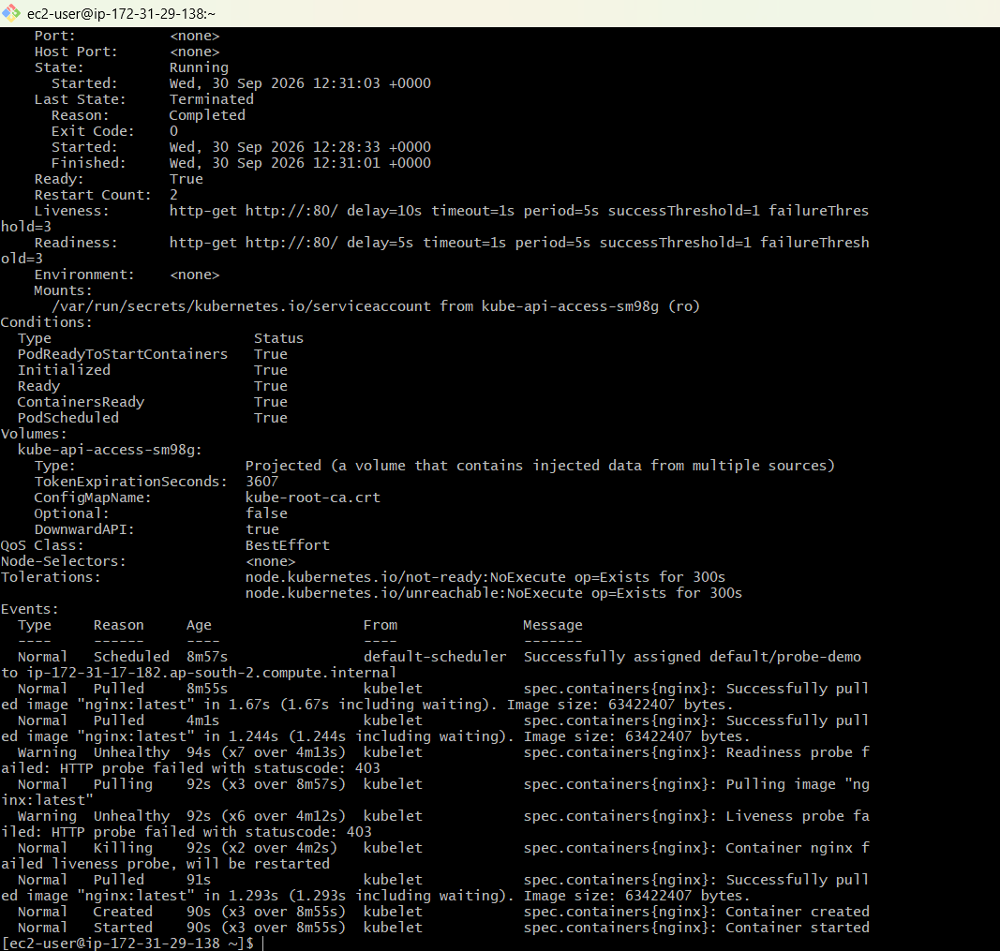 ec2-user@ip-172-31-29-138:~
    Port:           <none>
    Host Port:      <none>
    State:          Running
      Started:      Wed, 30 Sep 2026 12:31:03 +0000
    Last State:     Terminated
      Reason:       Completed
      Exit Code:    0
      Started:      Wed, 30 Sep 2026 12:28:33 +0000
      Finished:     Wed, 30 Sep 2026 12:31:01 +0000
    Ready:          True
    Restart Count:  2
    Liveness:       http-get http://:80/ delay=10s timeout=1s period=5s successThreshold=1 failureThres
hold=3
    Readiness:      http-get http://:80/ delay=5s timeout=1s period=5s successThreshold=1 failureThresh
old=3
    Environment:    <none>
    Mounts:
      /var/run/secrets/kubernetes.io/serviceaccount from kube-api-access-sm98g (ro)
Conditions:
  Type                        Status
  PodReadyToStartContainers   True
  Initialized                 True
  Ready                       True
  ContainersReady             True
  PodScheduled                True
Volumes:
  kube-api-access-sm98g:
    Type:                    Projected (a volume that contains injected data from multiple sources)
    TokenExpirationSeconds:  3607
    ConfigMapName:           kube-root-ca.crt
    Optional:                false
    DownwardAPI:             true
QoS Class:                   BestEffort
Node-Selectors:              <none>
Tolerations:                 node.kubernetes.io/not-ready:NoExecute op=Exists for 300s
                             node.kubernetes.io/unreachable:NoExecute op=Exists for 300s
Events:
  Type     Reason     Age                  From               Message
  ----     ------     ----                 ----               -------
  Normal   Scheduled  8m57s                default-scheduler  Successfully assigned default/probe-demo
to ip-172-31-17-182.ap-south-2.compute.internal
  Normal   Pulled     8m55s                kubelet            spec.containers{nginx}: Successfully pull
ed image "nginx:latest" in 1.67s (1.67s including waiting). Image size: 63422407 bytes.
  Normal   Pulled     4m1s                 kubelet            spec.containers{nginx}: Successfully pull
ed image "nginx:latest" in 1.244s (1.244s including waiting). Image size: 63422407 bytes.
  Warning  Unhealthy  94s (x7 over 4m13s)  kubelet            spec.containers{nginx}: Readiness probe f
ailed: HTTP probe failed with statuscode: 403
  Normal   Pulling    92s (x3 over 8m57s)  kubelet            spec.containers{nginx}: Pulling image "ng
inx:latest"
  Warning  Unhealthy  92s (x6 over 4m12s)  kubelet            spec.containers{nginx}: Liveness probe fa
iled: HTTP probe failed with statuscode: 403
  Normal   Killing    92s (x2 over 4m2s)   kubelet            spec.containers{nginx}: Container nginx f
ailed liveness probe, will be restarted
  Normal   Pulled     91s                  kubelet            spec.containers{nginx}: Successfully pull
ed image "nginx:latest" in 1.293s (1.293s including waiting). Image size: 63422407 bytes.
  Normal   Created    90s (x3 over 8m55s)  kubelet            spec.containers{nginx}: Container created
  Normal   Started    90s (x3 over 8m55s)  kubelet            spec.containers{nginx}: Container started
[ec2-user@ip-172-31-29-138 ~]$